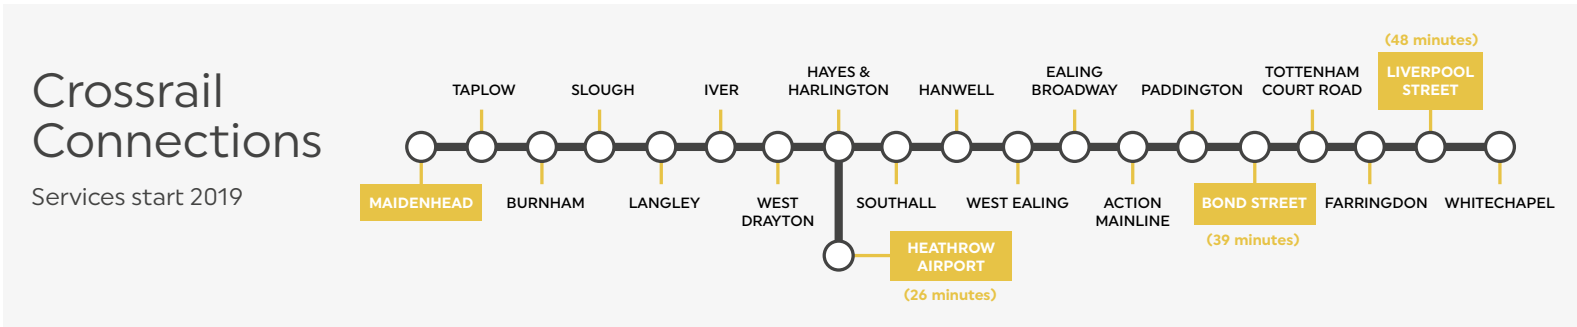 Crossrail
Connections
Services start 2019
MAIDENHEAD
TAPLOW
BURNHAM
SLOUGH
LANGLEY
IVER
WEST
DRAYTON
HAYES &
HARLINGTON
HEATHROW
AIRPORT
(26 minutes)
SOUTHALL
HANWELL
WEST EALING
EALING
BROADWAY
ACTION
MAINLINE
PADDINGTON
BOND STREET
(39 minutes)
TOTTENHAM
COURT ROAD
FARRINGDON
(48 minutes)
LIVERPOOL
STREET
WHITECHAPEL